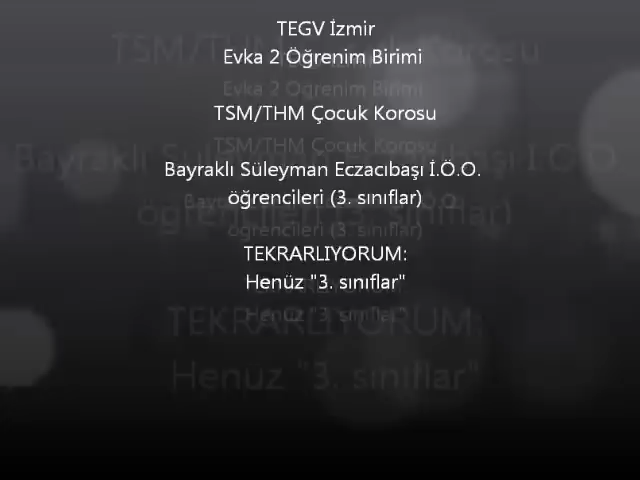 TEGV İzmir
Evka 2 Öğrenim Birimi
TSM/THM Çocuk Korosu
Bayraklı Süleyman Eczacıbaşı İ.Ö.O.
öğrencileri (3. sınıflar)
TEKRARLIYORUM:
Henüz "3. sınıflar"